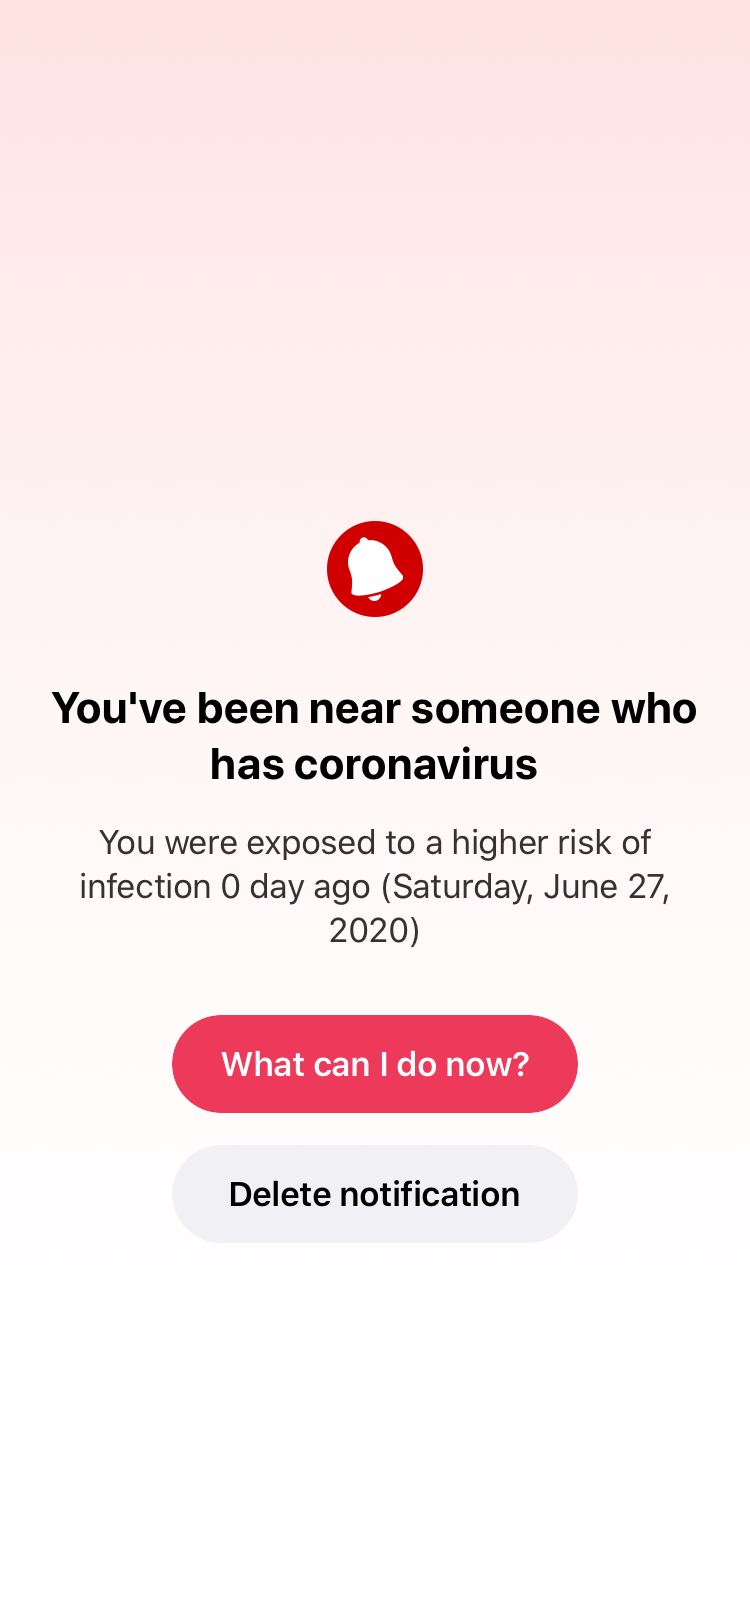 You've been near someone who
has coronavirus
You were exposed to a higher risk of
infection 0 day ago (Saturday, June 27,
2020)
What can I do now?
Delete notification